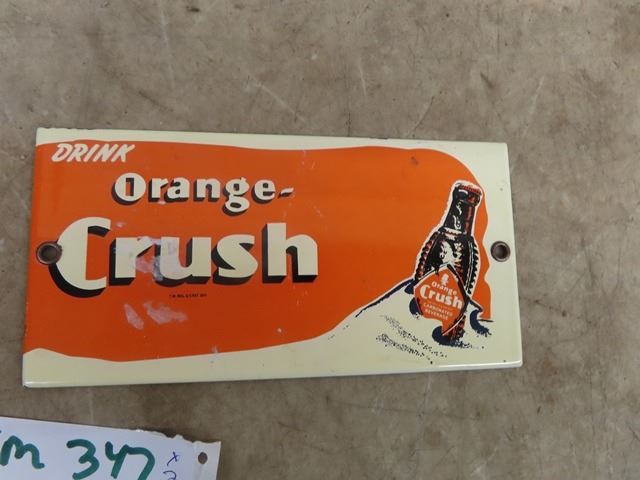 DRINK
Orange-
Crush
Orange
Crush
CARBONATED
BEVERAGE
347
x